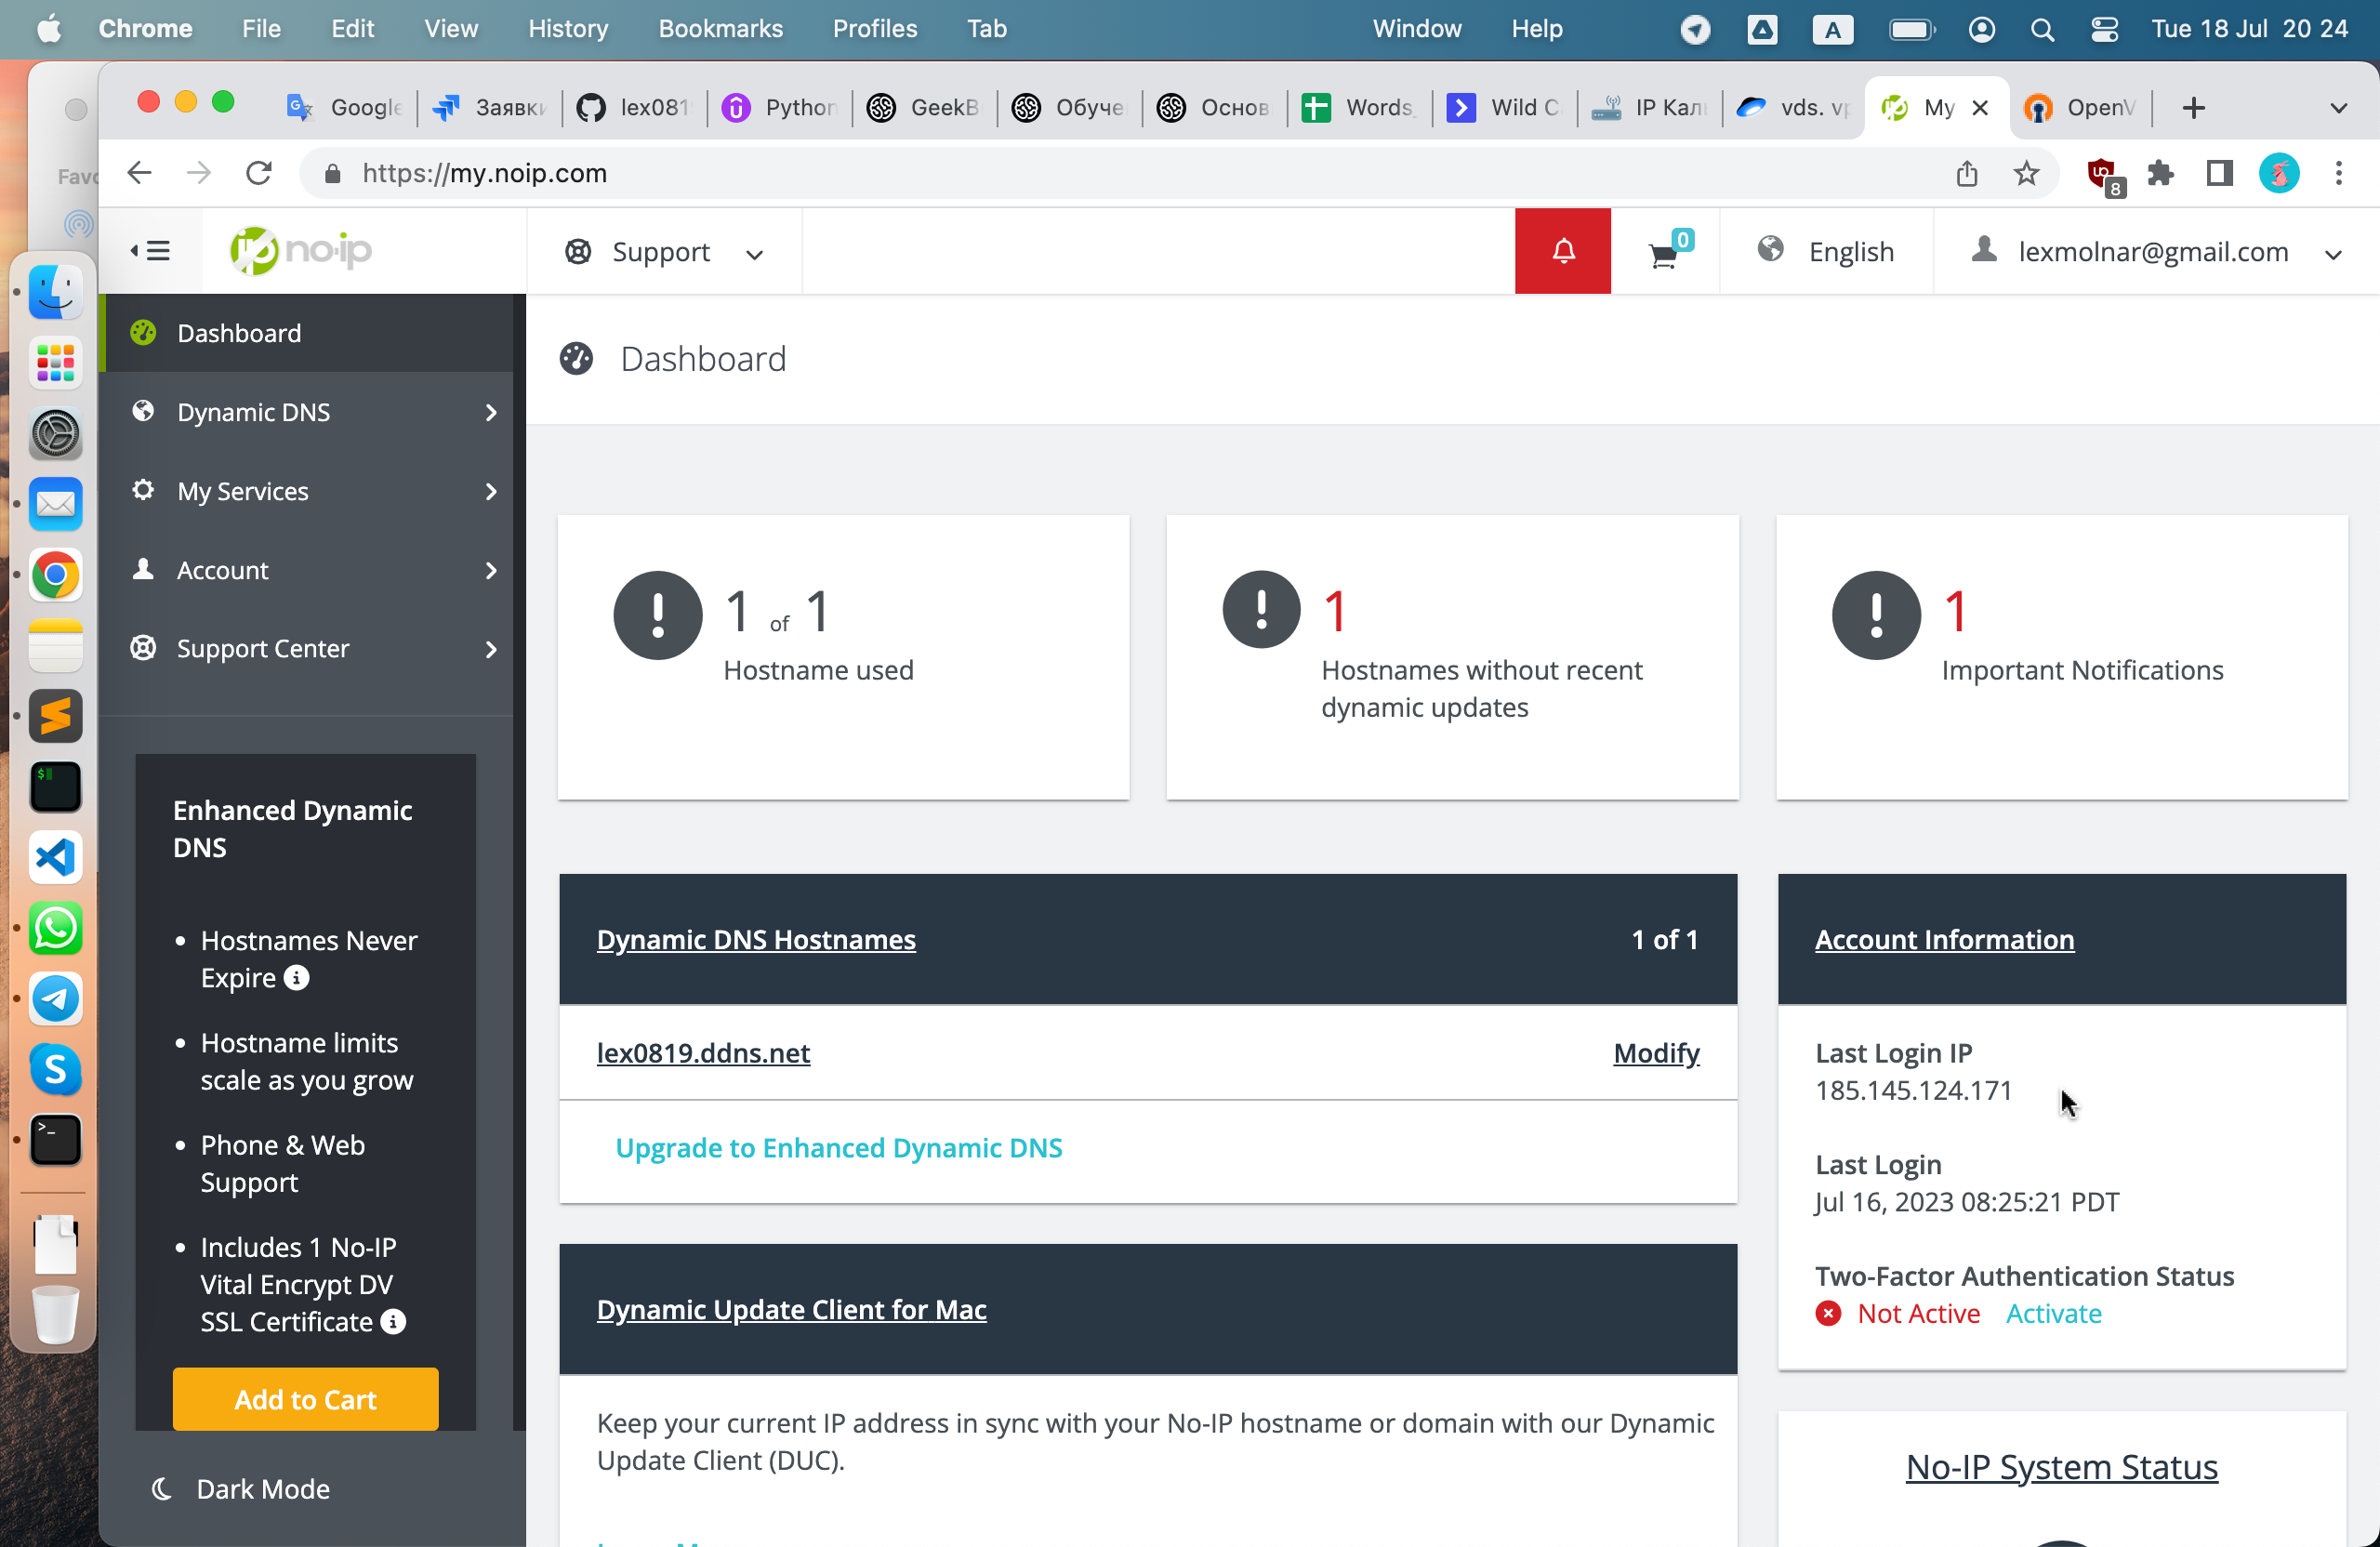 Chrome File Edit View History Bookmarks Profiles Tab Window Help A Tue 18 Jul 20 24
Google Заявки lex081 Python GeekB Обуче Основ Words_ Wild C IP Каль vds. vp My OpenV
Favo
https://my.noip.com
8
no-ip Support 0 English lexmolnar@gmail.com
Dashboard
Dynamic DNS
My Services
Account
Support Center
Enhanced Dynamic
DNS
• Hostnames Never
Expire
• Hostname limits
scale as you grow
• Phone & Web
Support
• Includes 1 No-IP
Vital Encrypt DV
SSL Certificate
Add to Cart
Dark Mode
Dashboard
1 of 1
Hostname used
1
Hostnames without recent
dynamic updates
1
Important Notifications
Dynamic DNS Hostnames 1 of 1
lex0819.ddns.net Modify
Upgrade to Enhanced Dynamic DNS
Dynamic Update Client for Mac
Keep your current IP address in sync with your No-IP hostname or domain with our Dynamic
Update Client (DUC).
Account Information
Last Login IP
185.145.124.171
Last Login
Jul 16, 2023 08:25:21 PDT
Two-Factor Authentication Status
Not Active Activate
No-IP System Status